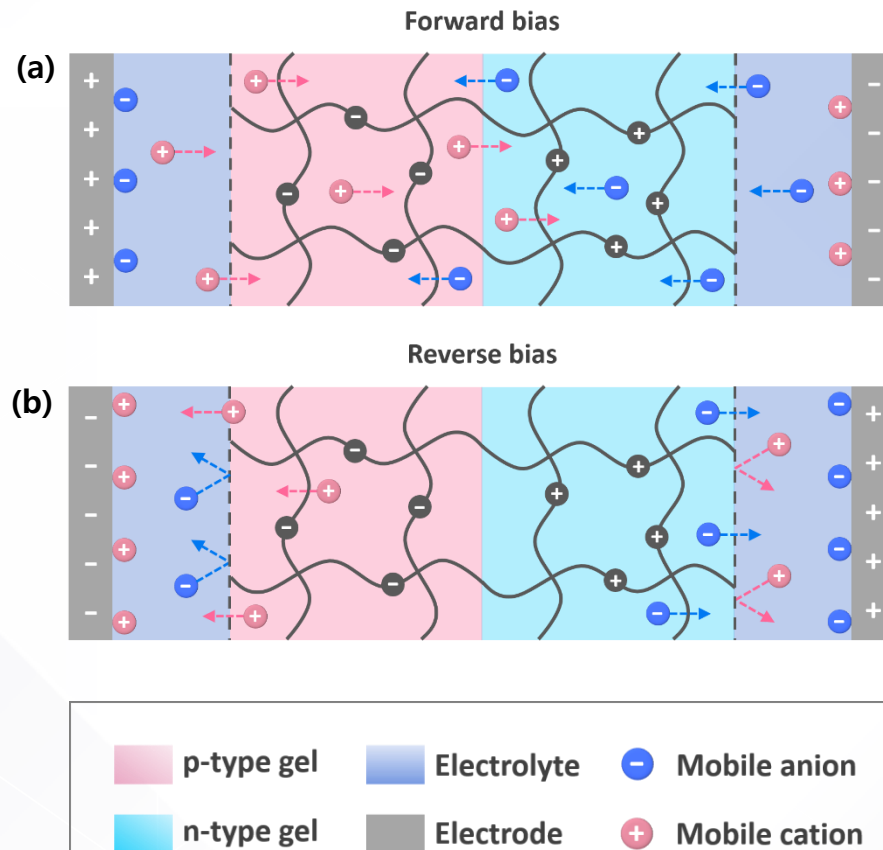 Forward bias
(a)
Reverse bias
(b)
p-type gel
Electrolyte
Mobile anion
n-type gel
Electrode
Mobile cation